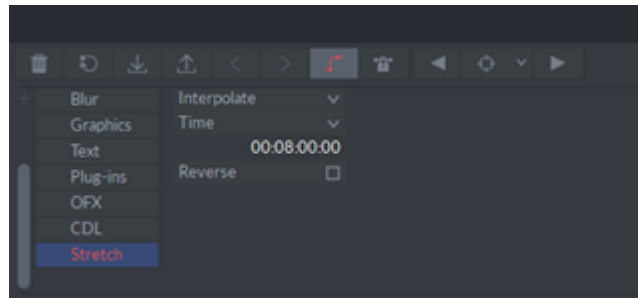 Blur
Graphics
Text
Plug-ins
OFX
CDL
Stretch
Interpolate
Time
00:08:00:00
Reverse